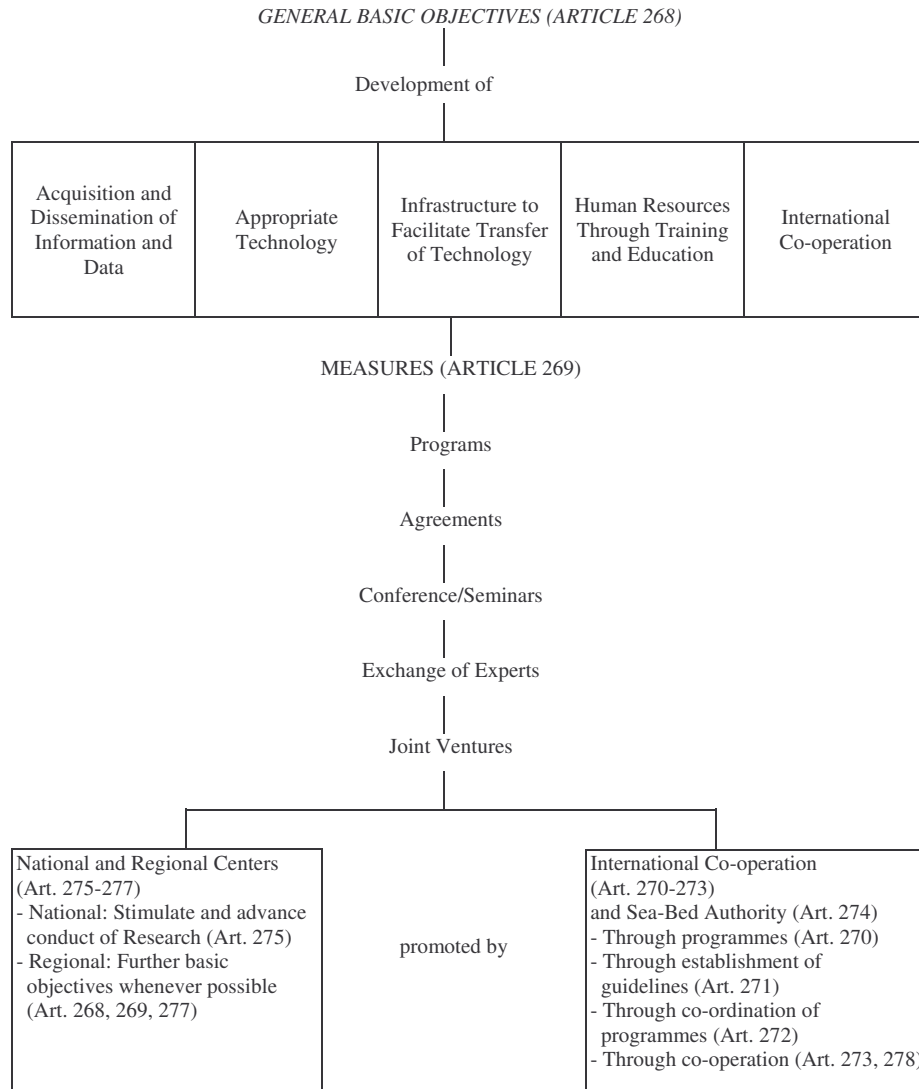 GENERAL BASIC OBJECTIVES (ARTICLE 268)
Development of
Acquisition and
Dissemination of
Information and
Data
Appropriate
Technology
Infrastructure to
Facilitate Transfer
of Technology
Human Resources
Through Training
and Education
International
Co-operation
MEASURES (ARTICLE 269)
Programs
Agreements
Conference/Seminars
Exchange of Experts
Joint Ventures
National and Regional Centers
(Art. 275-277)
- National: Stimulate and advance
conduct of Research (Art. 275)
- Regional: Further basic
objectives whenever possible
(Art. 268, 269, 277)
promoted by
International Co-operation
(Art. 270-273)
and Sea-Bed Authority (Art. 274)
- Through programmes (Art. 270)
- Through establishment of
guidelines (Art. 271)
- Through co-ordination of
programmes (Art. 272)
- Through co-operation (Art. 273, 278)